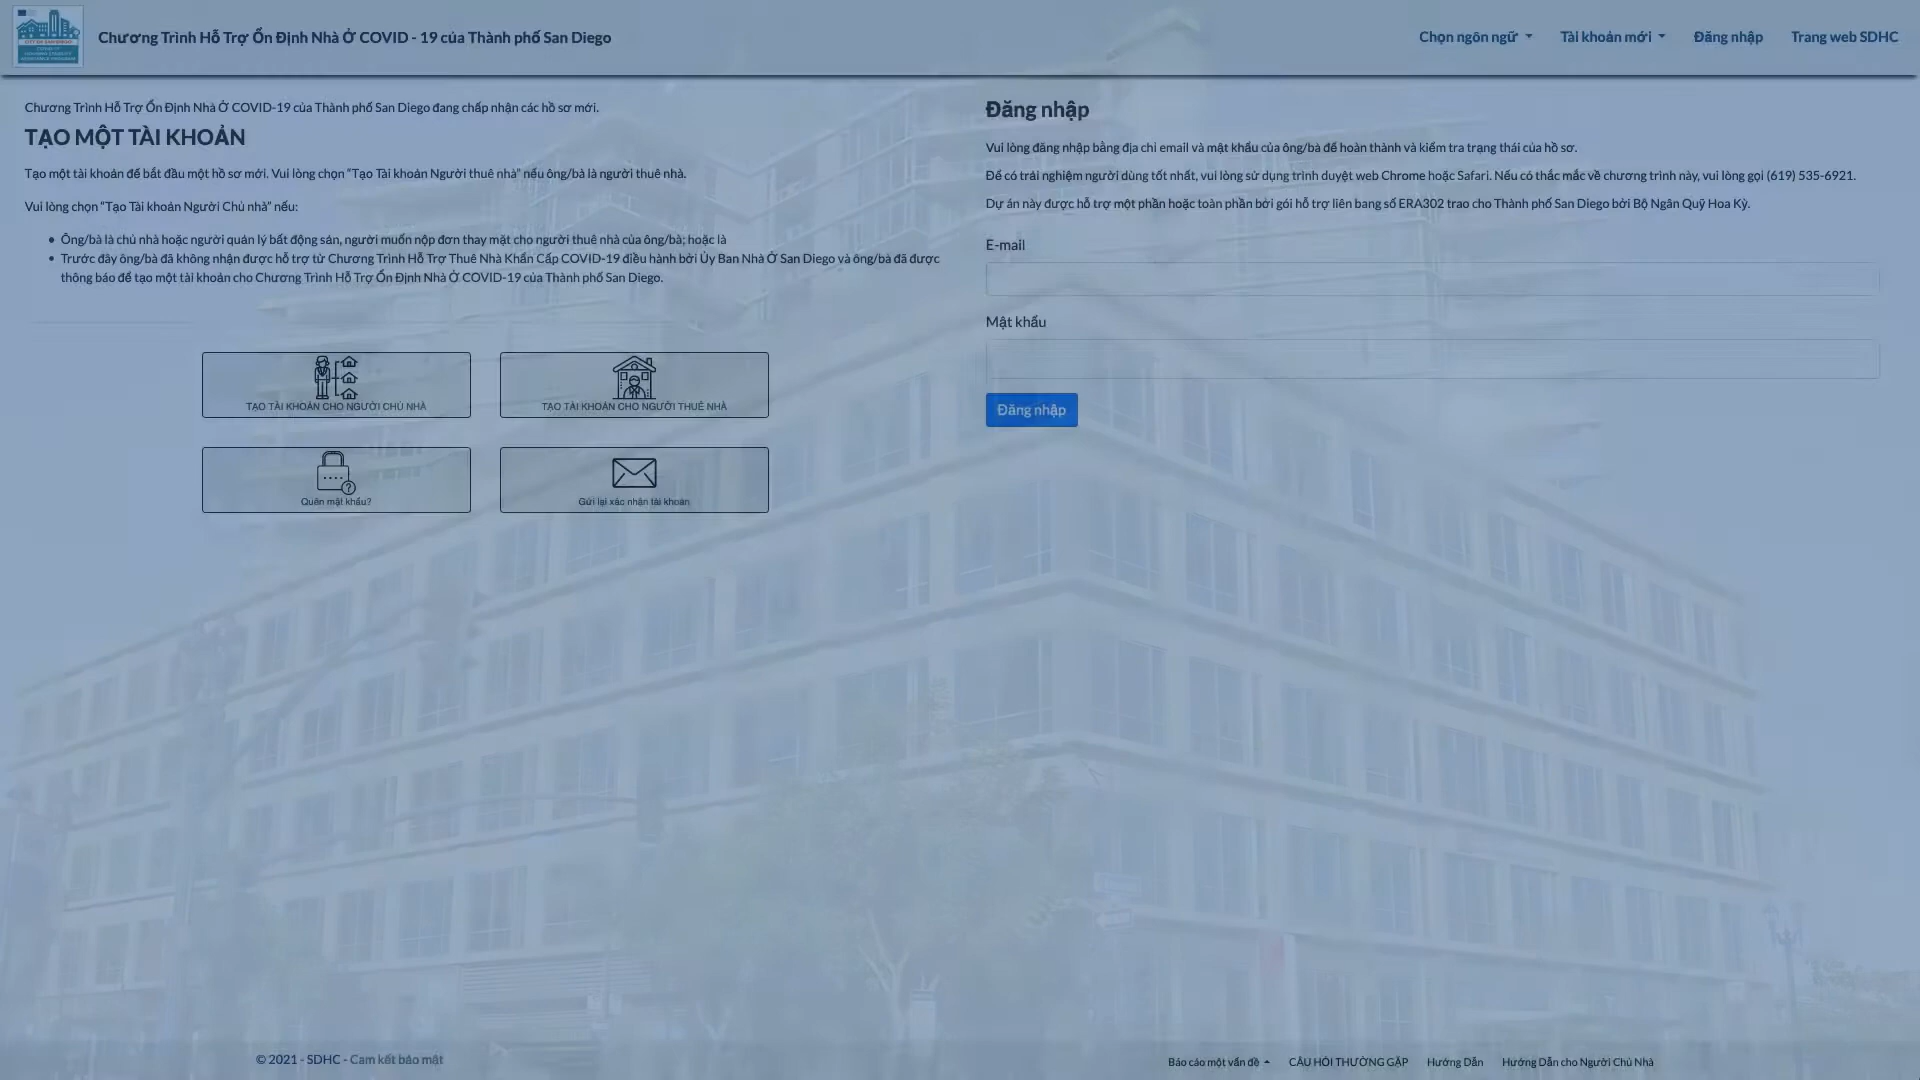 Chương Trình Hỗ Trợ Ổn Định Nhà Ở COVID - 19 của Thành phố San Diego
Chọn ngôn ngữ
Tài khoản mới
Đăng nhập
Trang web SDHC
Chương Trình Hỗ Trợ Ổn Định Nhà Ở COVID-19 của Thành phố San Diego đang chấp nhận các hồ sơ mới.
TẠO MỘT TÀI KHOẢN
Tạo một tài khoản để bắt đầu một hồ sơ mới. Vui lòng chọn “Tạo Tài khoản Người thuê nhà” nếu ông/bà là người thuê nhà.
Vui lòng chọn “Tạo Tài khoản Người Chủ nhà” nếu:
Ông/bà là chủ nhà hoặc người quản lý bất động sản, người muốn nộp đơn thay mặt cho người thuê nhà của ông/bà; hoặc là
Trước đây ông/bà đã không nhận được hỗ trợ từ Chương Trình Hỗ Trợ Thuê Nhà Khẩn Cấp COVID-19 điều hành bởi Ủy Ban Nhà Ở San Diego và ông/bà đã được
thông báo để tạo một tài khoản cho Chương Trình Hỗ Trợ Ổn Định Nhà Ở COVID-19 của Thành phố San Diego.
TẠO TÀI KHOẢN CHO NGƯỜI CHỦ NHÀ
TẠO TÀI KHOẢN CHO NGƯỜI THUÊ NHÀ
Quên mật khẩu?
Gửi lại xác nhận tài khoản
Đăng nhập
Vui lòng đăng nhập bằng địa chỉ email và mật khẩu của ông/bà để hoàn thành và kiểm tra trạng thái của hồ sơ.
Để có trải nghiệm người dùng tốt nhất, vui lòng sử dụng trình duyệt web Chrome hoặc Safari. Nếu có thắc mắc về chương trình này, vui lòng gọi (619) 535-6921.
Dự án này được hỗ trợ một phần hoặc toàn phần bởi gói hỗ trợ liên bang số ERA302 trao cho Thành phố San Diego bởi Bộ Ngân Quỹ Hoa Kỳ.
E-mail
Mật khẩu
Đăng nhập
© 2021 - SDHC - Cam kết bảo mật
Báo cáo một vấn đề
CÂU HỎI THƯỜNG GẶP
Hướng Dẫn
Hướng Dẫn cho Người Chủ Nhà